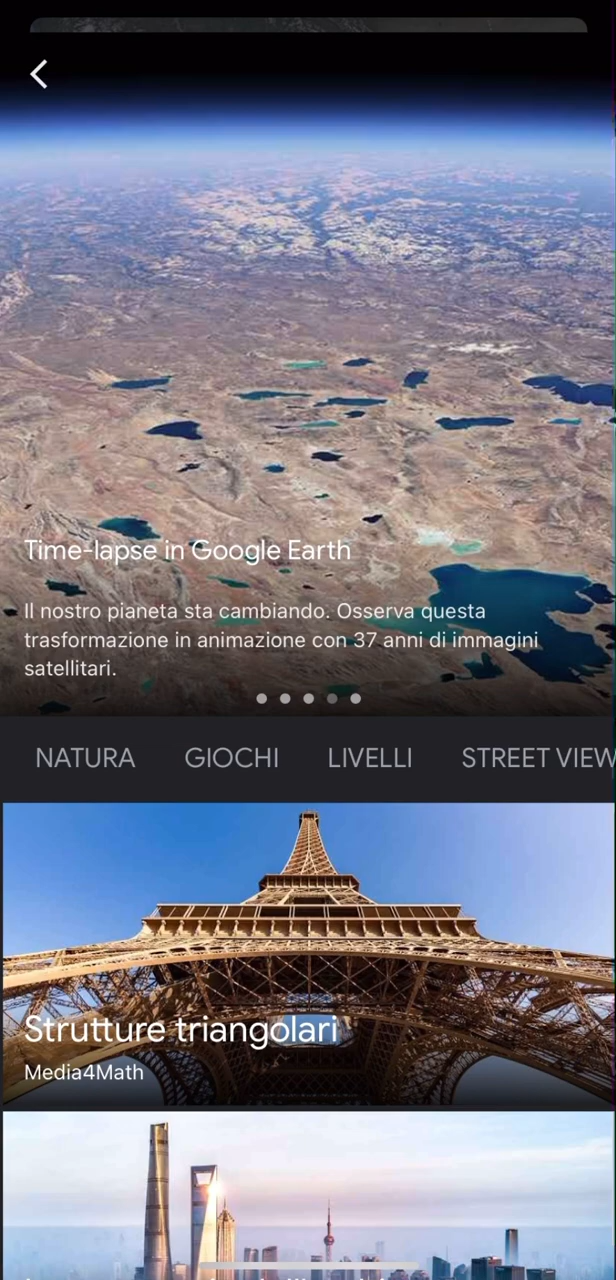 Time-lapse in Google Earth
Il nostro pianeta sta cambiando. Osserva questa
trasformazione in animazione con 37 anni di immagini
satellitari.
NATURA GIOCHI LIVELLI STREET VIEW
Strutture triangolari
Media4Math